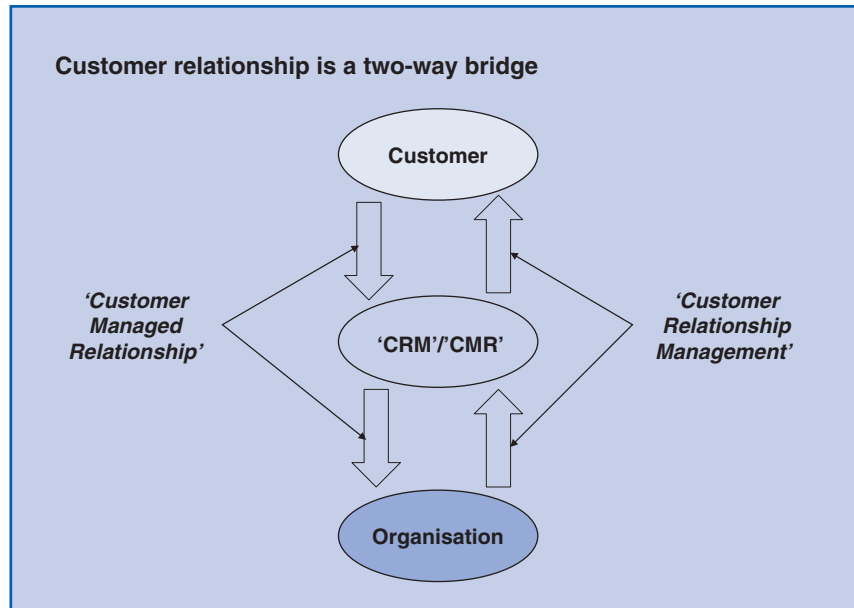 Customer relationship is a two-way bridge
Customer
‘Customer
Managed
Relationship’
‘CRM’/’CMR’
‘Customer
Relationship
Management’
Organisation